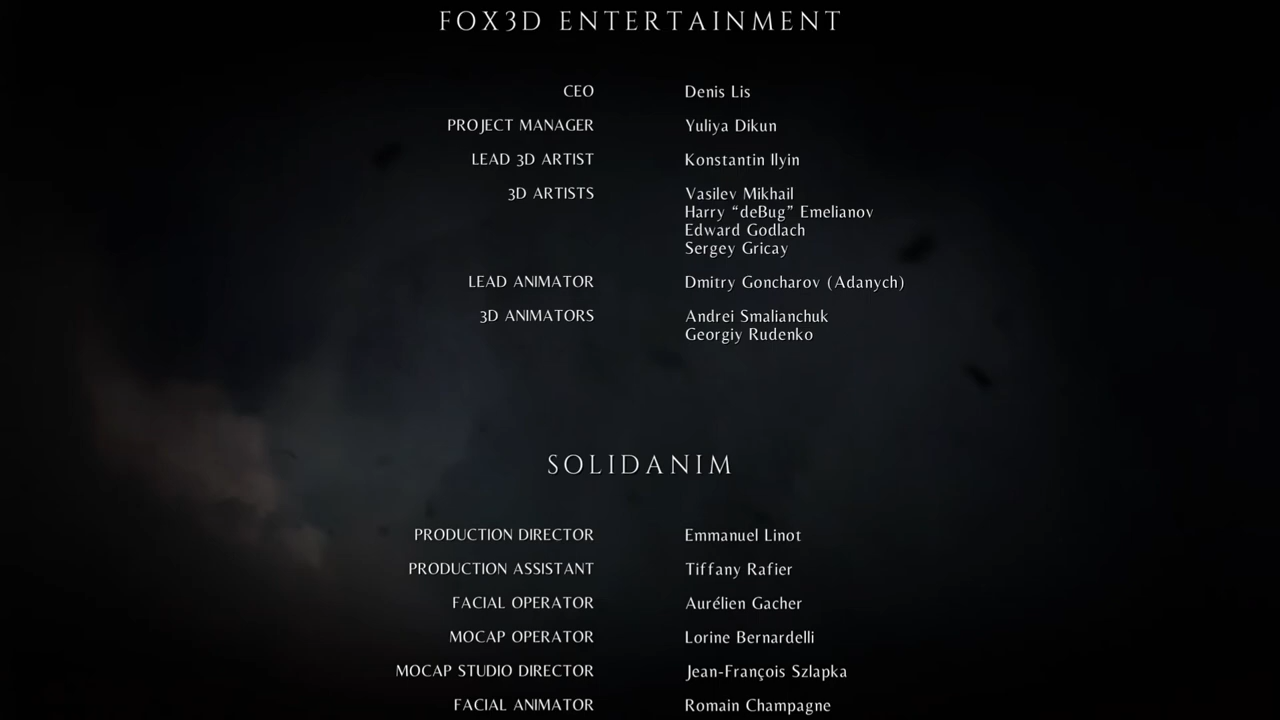 FOX3D ENTERTAINMENT
CEO Denis Lis
PROJECT MANAGER Yuliya Dikun
LEAD 3D ARTIST Konstantin Ilyin
3D ARTISTS Vasilev Mikhail
Harry “deBug” Emelianov
Edward Godlach
Sergey Gricay
LEAD ANIMATOR Dmitry Goncharov (Adanych)
3D ANIMATORS Andrei Smalianchuk
Georgiy Rudenko
SOLIDANIM
PRODUCTION DIRECTOR Emmanuel Linot
PRODUCTION ASSISTANT Tiffany Rafier
FACIAL OPERATOR Aurélien Gacher
MOCAP OPERATOR Lorine Bernardelli
MOCAP STUDIO DIRECTOR Jean-François Szlapka
FACIAL ANIMATOR Romain Champagne